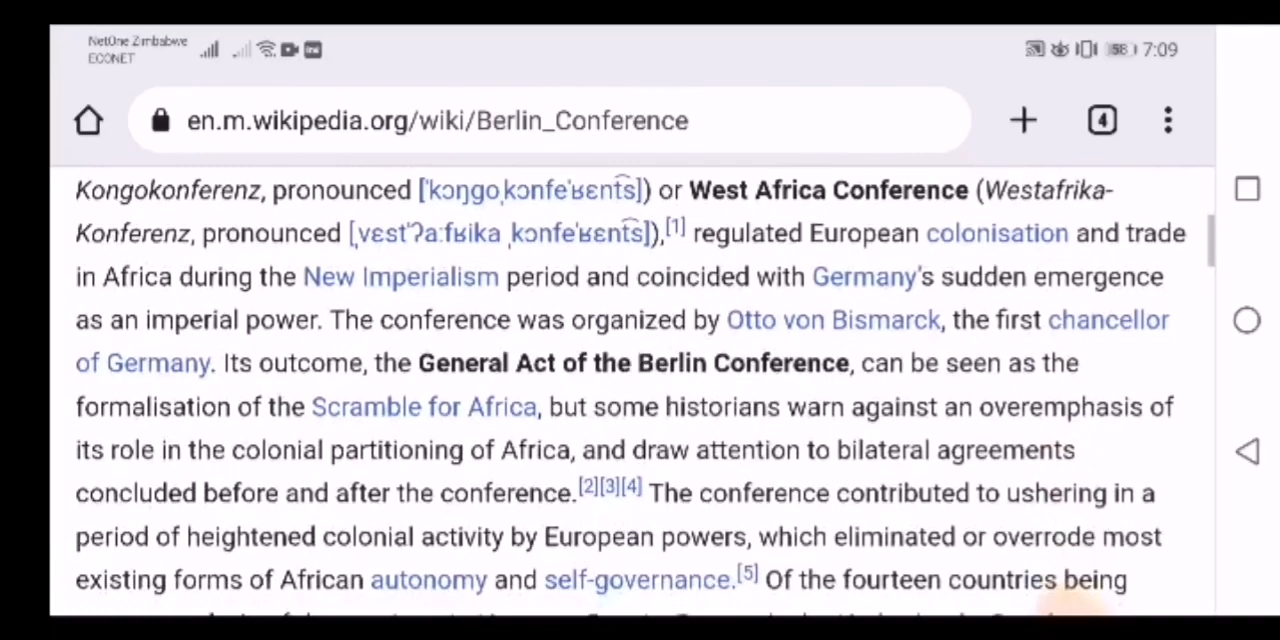 NetOne Zimbabwe
ECONET
58 7:09
en.m.wikipedia.org/wiki/Berlin_Conference
4
Kongokonferenz, pronounced [ˈkɔŋɡoˌkɔnfeˈʁɛnt͡s]) or West Africa Conference (Westafrika-
Konferenz, pronounced [ˌvɛstˈʔaːfʁika ˌkɔnfeˈʁɛnt͡s]),[1] regulated European colonisation and trade
in Africa during the New Imperialism period and coincided with Germany's sudden emergence
as an imperial power. The conference was organized by Otto von Bismarck, the first chancellor
of Germany. Its outcome, the General Act of the Berlin Conference, can be seen as the
formalisation of the Scramble for Africa, but some historians warn against an overemphasis of
its role in the colonial partitioning of Africa, and draw attention to bilateral agreements
concluded before and after the conference.[2][3][4] The conference contributed to ushering in a
period of heightened colonial activity by European powers, which eliminated or overrode most
existing forms of African autonomy and self-governance.[5] Of the fourteen countries being